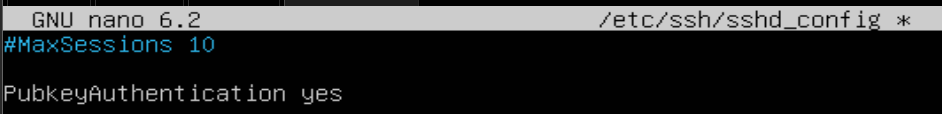 GNU nano 6.2 /etc/ssh/sshd_config *
#MaxSessions 10
PubkeyAuthentication yes